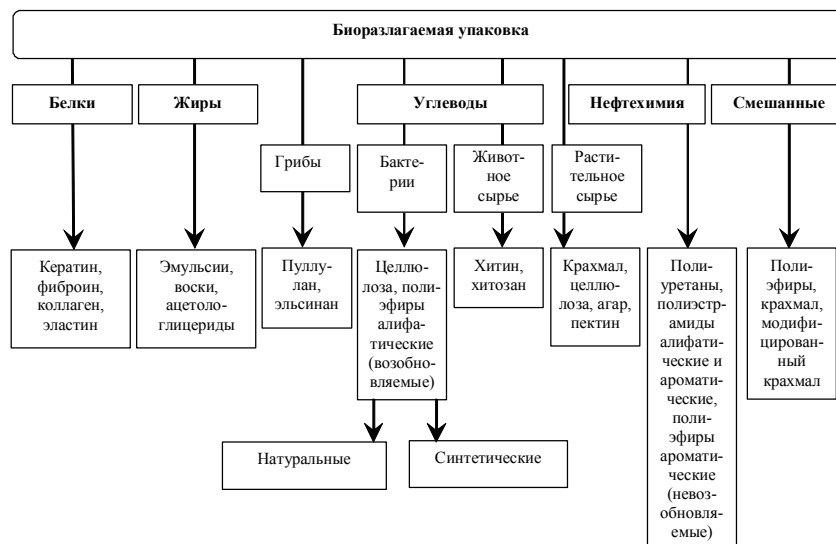 Биоразлагаемая упаковка
Белки
Жиры
Углеводы
Нефтехимия
Смешанные
Грибы
Бакте-
рии
Живот-
ное
сырье
Расти-
тельное
сырье
Кератин,
фиброин,
коллаген,
эластин
Эмульсии,
воски,
ацетоло-
глицериды
Пуллу-
лан,
эльсинан
Целлю-
лоза, поли-
эфиры
алифа-
тические
(возобно-
вляемые)
Хитин,
хитозан
Крахмал,
целлю-
лоза, агар,
пектин
Поли-
уретаны,
полиэстр-
амиды
алифати-
ческие и
аромати-
ческие,
поли-
эфиры
аромати-
ческие
(невоз-
обновля-
емые)
Поли-
эфиры,
крахмал,
модифи-
цирован-
ный
крахмал
Натуральные
Синтетические